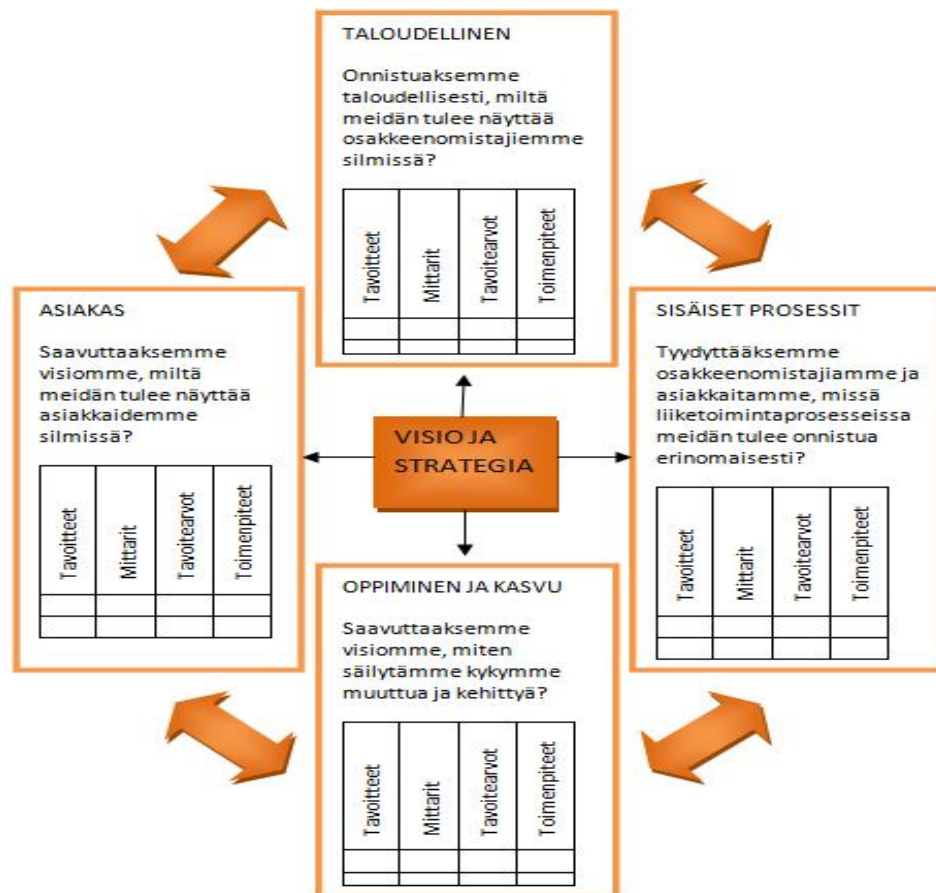 TALOUDELLINEN
Onnistuaksemme
taloudellisesti, miltä
meidän tulee näyttää
osakkeenomistajiemme
silmissä?
Tavoitteet
Mittarit
Tavoitearvot
Toimenpiteet
ASIAKAS
Saavuttaaksemme
visiomme, miltä
meidän tulee näyttää
asiakkaidemme
silmissä?
Tavoitteet
Mittarit
Tavoitearvot
Toimenpiteet
VISIO JA
STRATEGIA
SISÄISET PROSESSIT
Tyydyttääksemme
osakkeenomistajiamme ja
asiakkaitamme, missä
liiketoimintaprosesseissa
meidän tulee onnistua
erinomaisesti?
Tavoitteet
Mittarit
Tavoitearvot
Toimenpiteet
OPPIMINEN JA KASVU
Saavuttaaksemme
visiomme, miten
säilytämme kykymme
muuttua ja kehittyä?
Tavoitteet
Mittarit
Tavoitearvot
Toimenpiteet